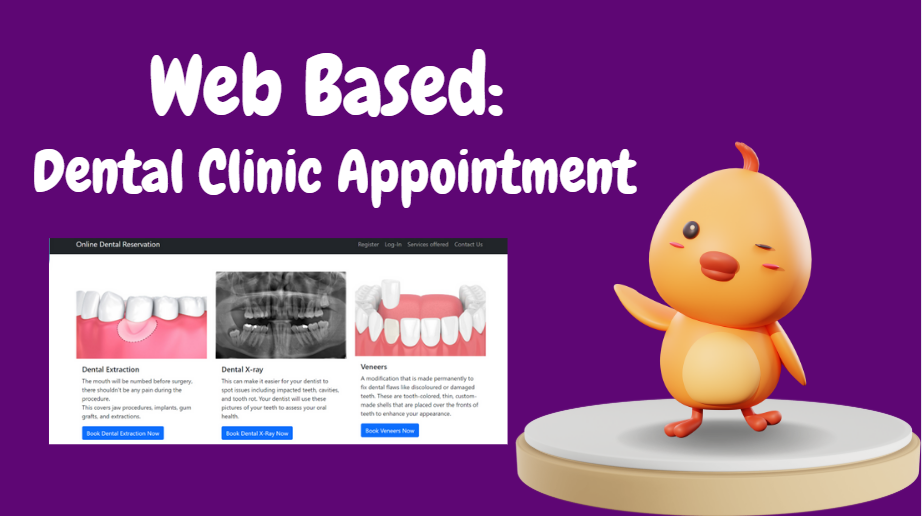 Web Based:
Dental Clinic Appointment
Online Dental Reservation
Register Log-In Services offered Contact Us
Dental Extraction
The mouth will be numbed before surgery,
there shouldn't be any pain during the
procedure.
This covers jaw procedures, implants, gum
grafts, and extractions.
Book Dental Extraction Now
Dental X-ray
This can make it easier for your dentist to
spot issues including impacted teeth, cavities,
and tooth rot. Your dentist will use these
pictures of your teeth to assess your oral
health.
Book Dental X-Ray Now
Veneers
A modification that is made permanently to
fix dental flaws like discoloured or damaged
teeth. These are tooth-colored, thin, custom-
made shells that are placed over the fronts of
teeth to enhance your appearance.
Book Veneers Now